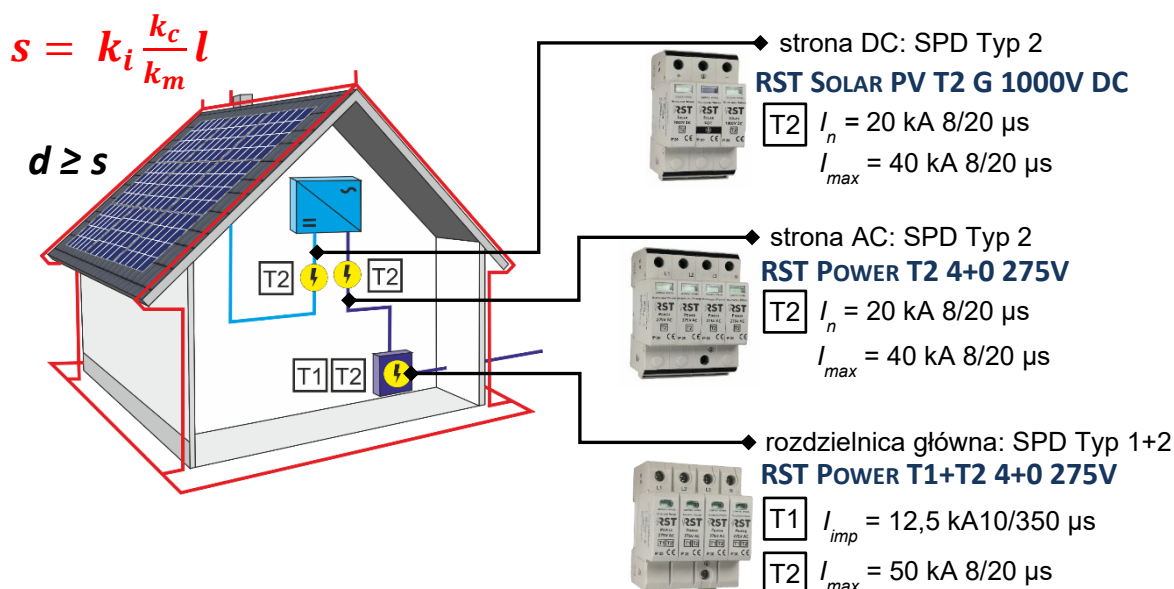 s = k_i k_c/k_m l
d ≥ s
T2
T2
T1 T2
strona DC: SPD Typ 2
RST SOLAR PV T2 G 1000V DC
T2 I_n = 20 kA 8/20 µs
I_max = 40 kA 8/20 µs
strona AC: SPD Typ 2
RST POWER T2 4+0 275V
T2 I_n = 20 kA 8/20 µs
I_max = 40 kA 8/20 µs
rozdzielnica główna: SPD Typ 1+2
RST POWER T1+T2 4+0 275V
T1 I_imp = 12,5 kA10/350 µs
T2 I_max = 50 kA 8/20 µs
RST
RST
RST